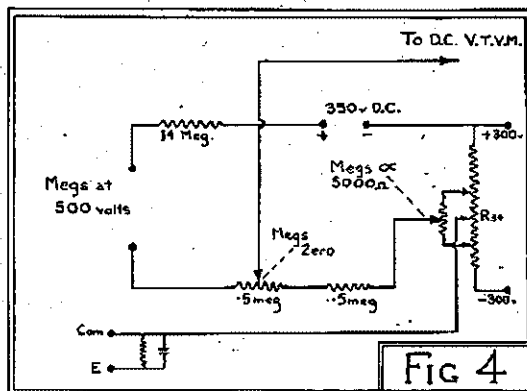 To D.C. V.T.V.M.
350v D.C.
+ -
14 Meg.
+300v
Megs ∝
5000Ω
Megs at
500 volts
R34
Megs
Zero
.5meg
.5meg
-300v
Com
E
FIG 4